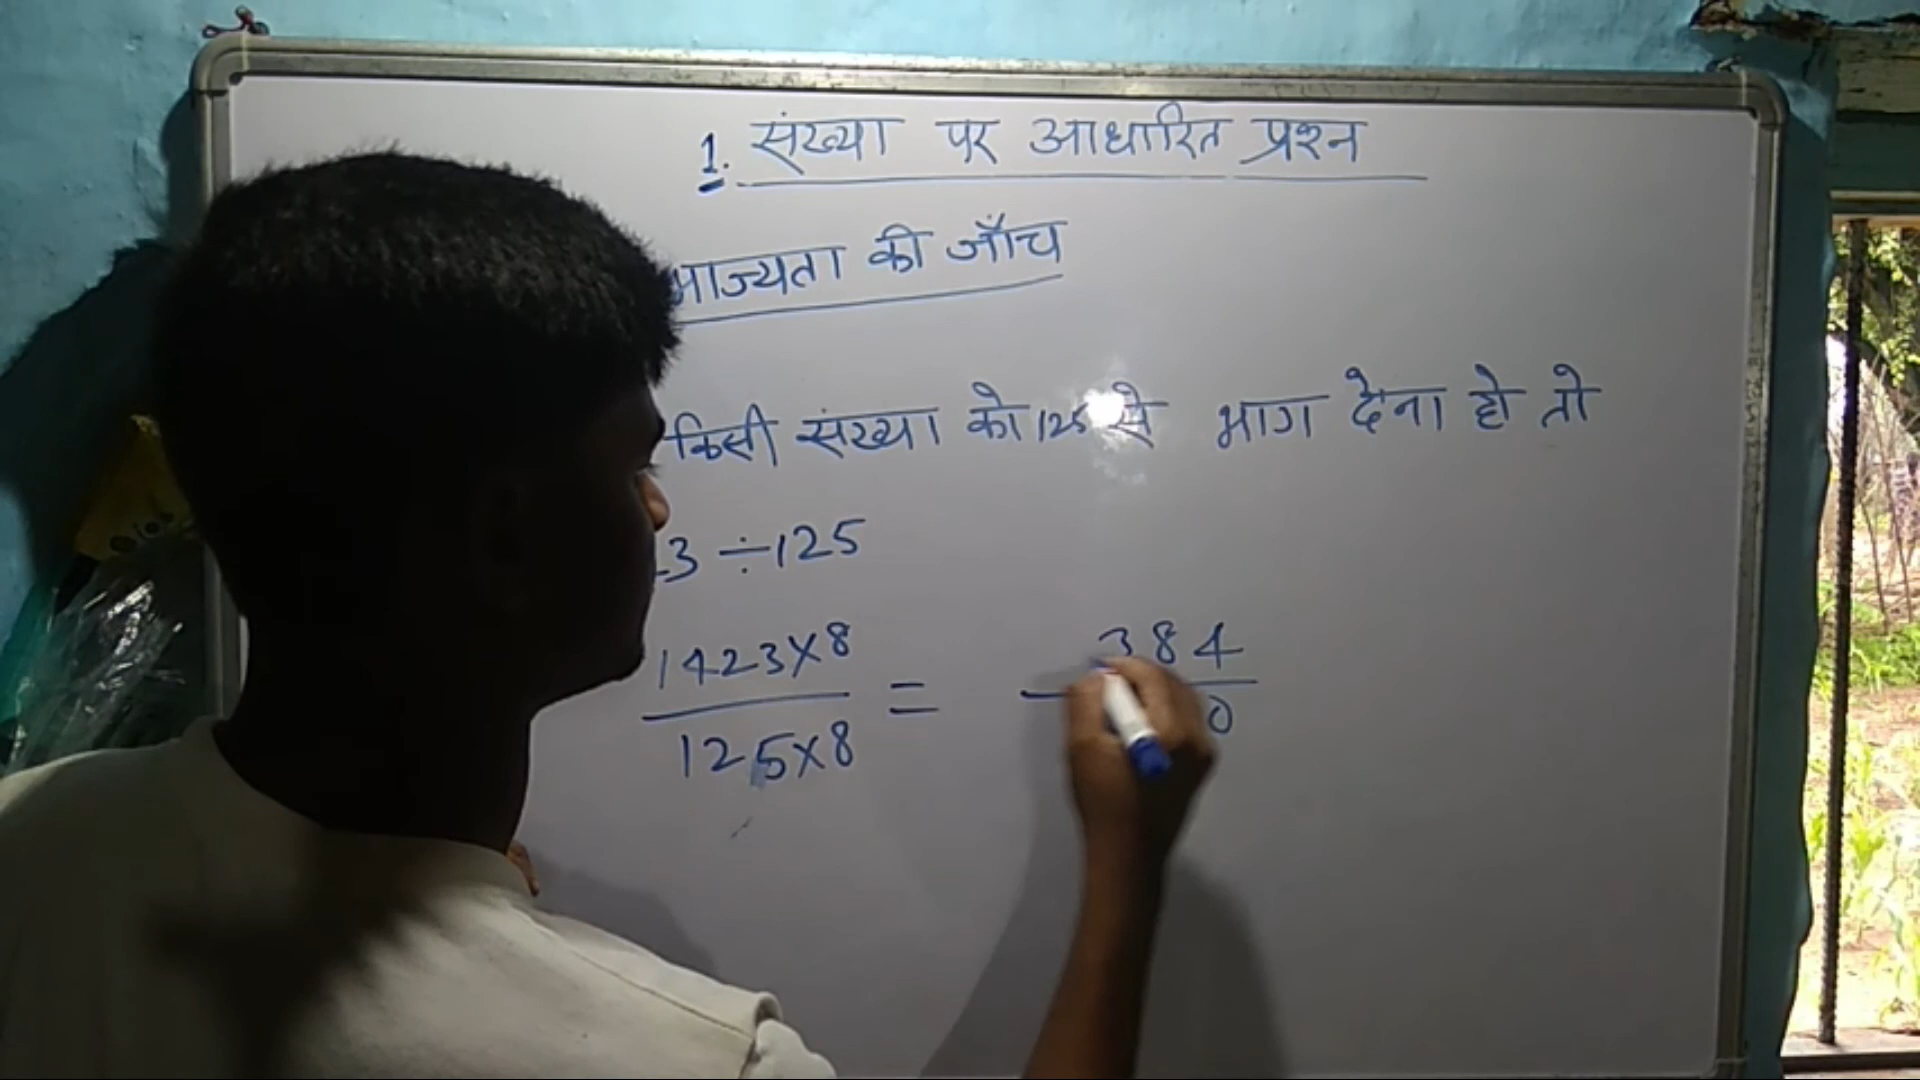 1. संख्या पर आधारित प्रश्न
भाज्यता की जाँच
किसी संख्या को 125 से भाग देना हो तो
3 ÷ 125
1423 x 8 = 384
125 x 8 0